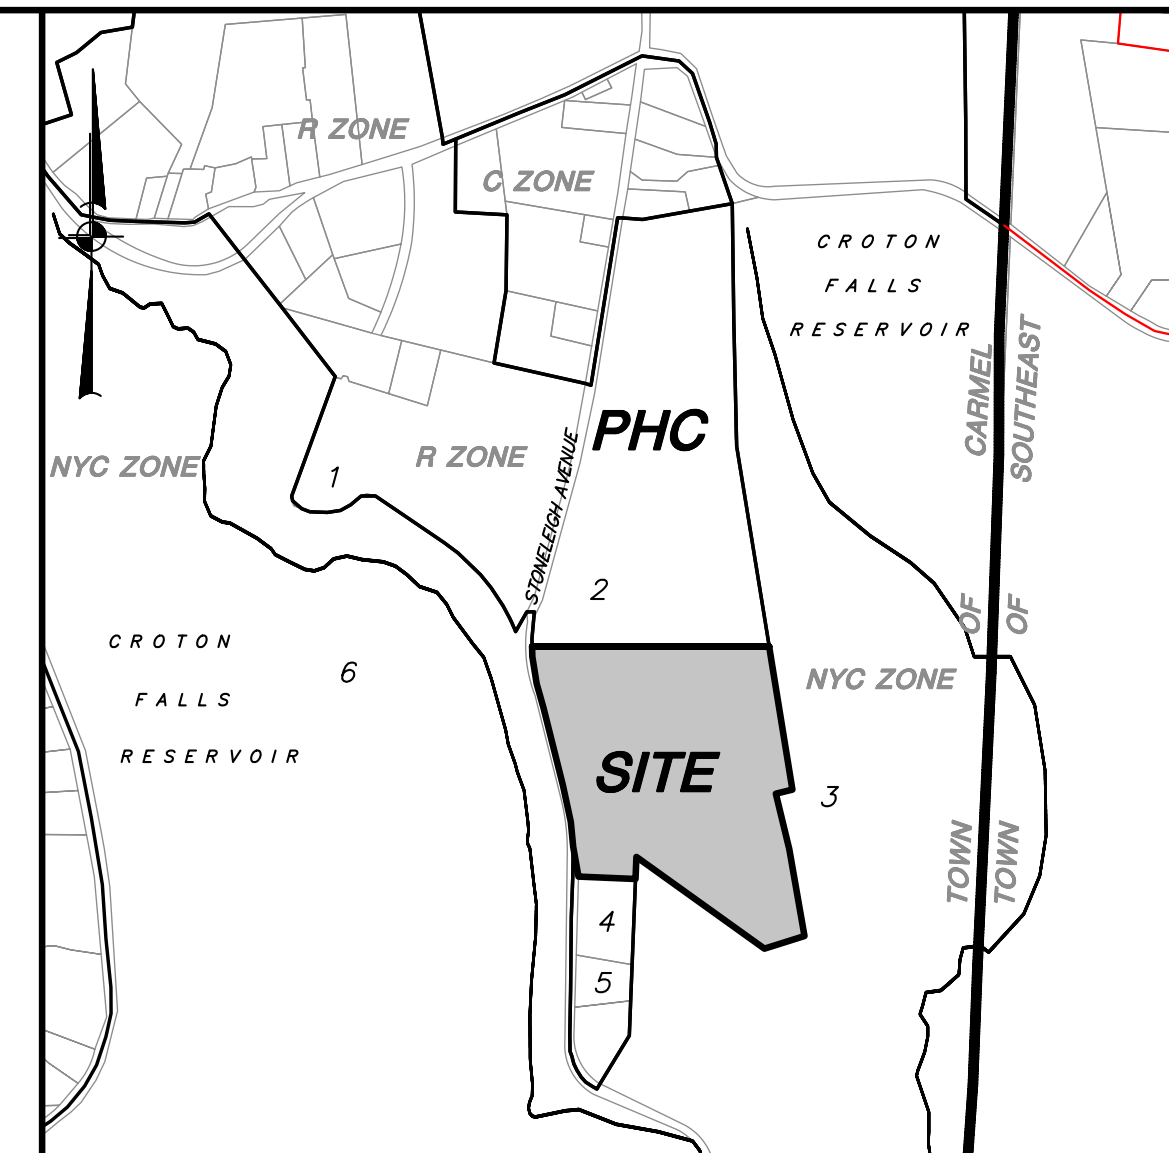 R ZONE
C ZONE
CROTON
FALLS
RESERVOIR
CARMEL
SOUTHEAST
PHC
NYC ZONE
R ZONE
1
STONELEIGH AVENUE
2
OF
OF
CROTON
FALLS
RESERVOIR
6
NYC ZONE
SITE
3
TOWN
TOWN
4
5